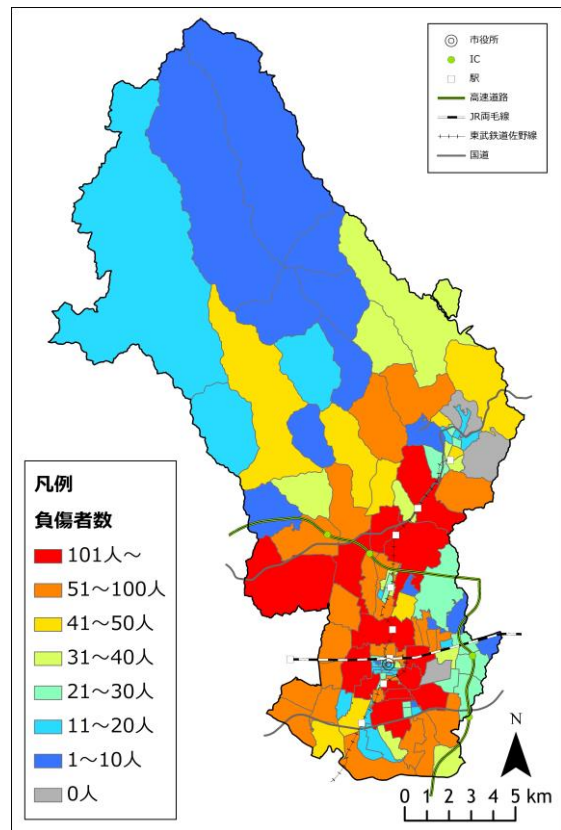 市役所
IC
駅
高速道路
JR両毛線
東武鉄道佐野線
国道
凡例
負傷者数
101人～
51～100人
41～50人
31～40人
21～30人
11～20人
1～10人
0人
N
0 1 2 3 4 5 km